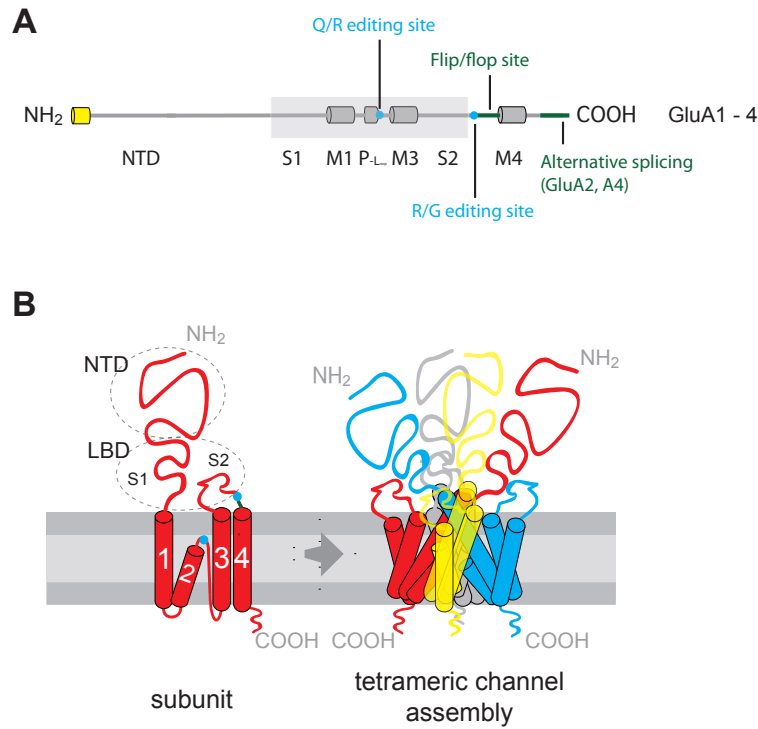 A
Q/R editing site
Flip/flop site
NH2
COOH
GluA1 - 4
NTD
S1
M1
P-L
M3
S2
M4
Alternative splicing
(GluA2, A4)
R/G editing site
B
NH2
NTD
LBD
S1
S2
1
2
3
4
COOH
subunit
NH2
NH2
COOH
COOH
tetrameric channel
assembly